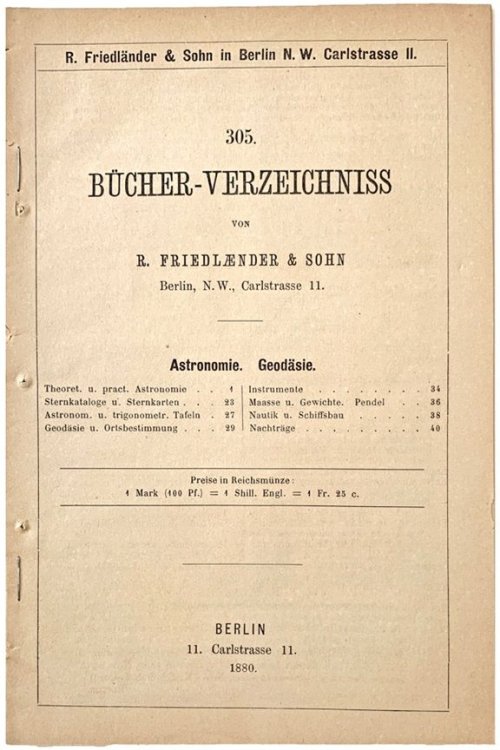 R. Friedländer & Sohn in Berlin N. W. Carlstrasse II.
305.
BÜCHER-VERZEICHNISS
VON
R. FRIEDLÆNDER & SOHN
Berlin, N. W., Carlstrasse 11.
Astronomie. Geodäsie.
Theoret. u. pract. Astronomie . . 1
Sternkataloge u. Sternkarten . . 23
Astronom. u. trigonometr. Tafeln . 27
Geodäsie u. Ortsbestimmung . . . 29
Instrumente . . . . . . . . 34
Maasse u. Gewichte. Pendel . . 36
Nautik u. Schiffsbau . . . . . 38
Nachträge . . . . . . . . . 40
Preise in Reichsmünze:
1 Mark (100 Pf.) = 1 Shill. Engl. = 1 Fr. 25 c.
BERLIN
11. Carlstrasse 11.
1880.